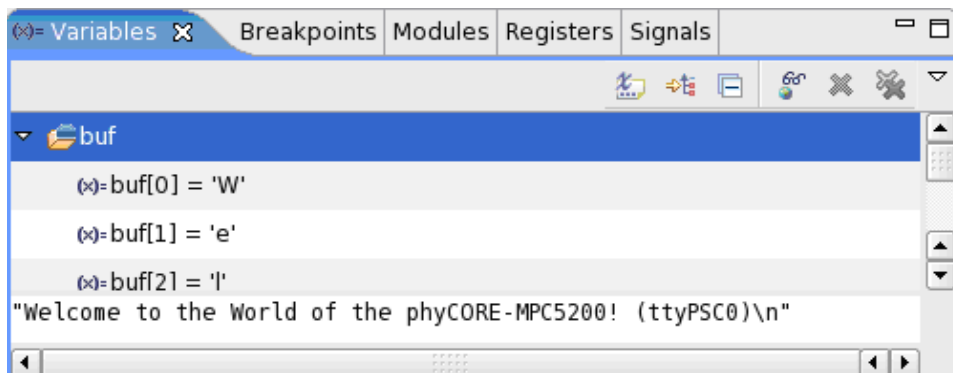 (x)= Variables Breakpoints Modules Registers Signals
buf
(x)= buf[0] = 'W'
(x)= buf[1] = 'e'
(x)= buf[2] = 'l'
"Welcome to the World of the phyCORE-MPC5200! (ttyPSC0)\n"